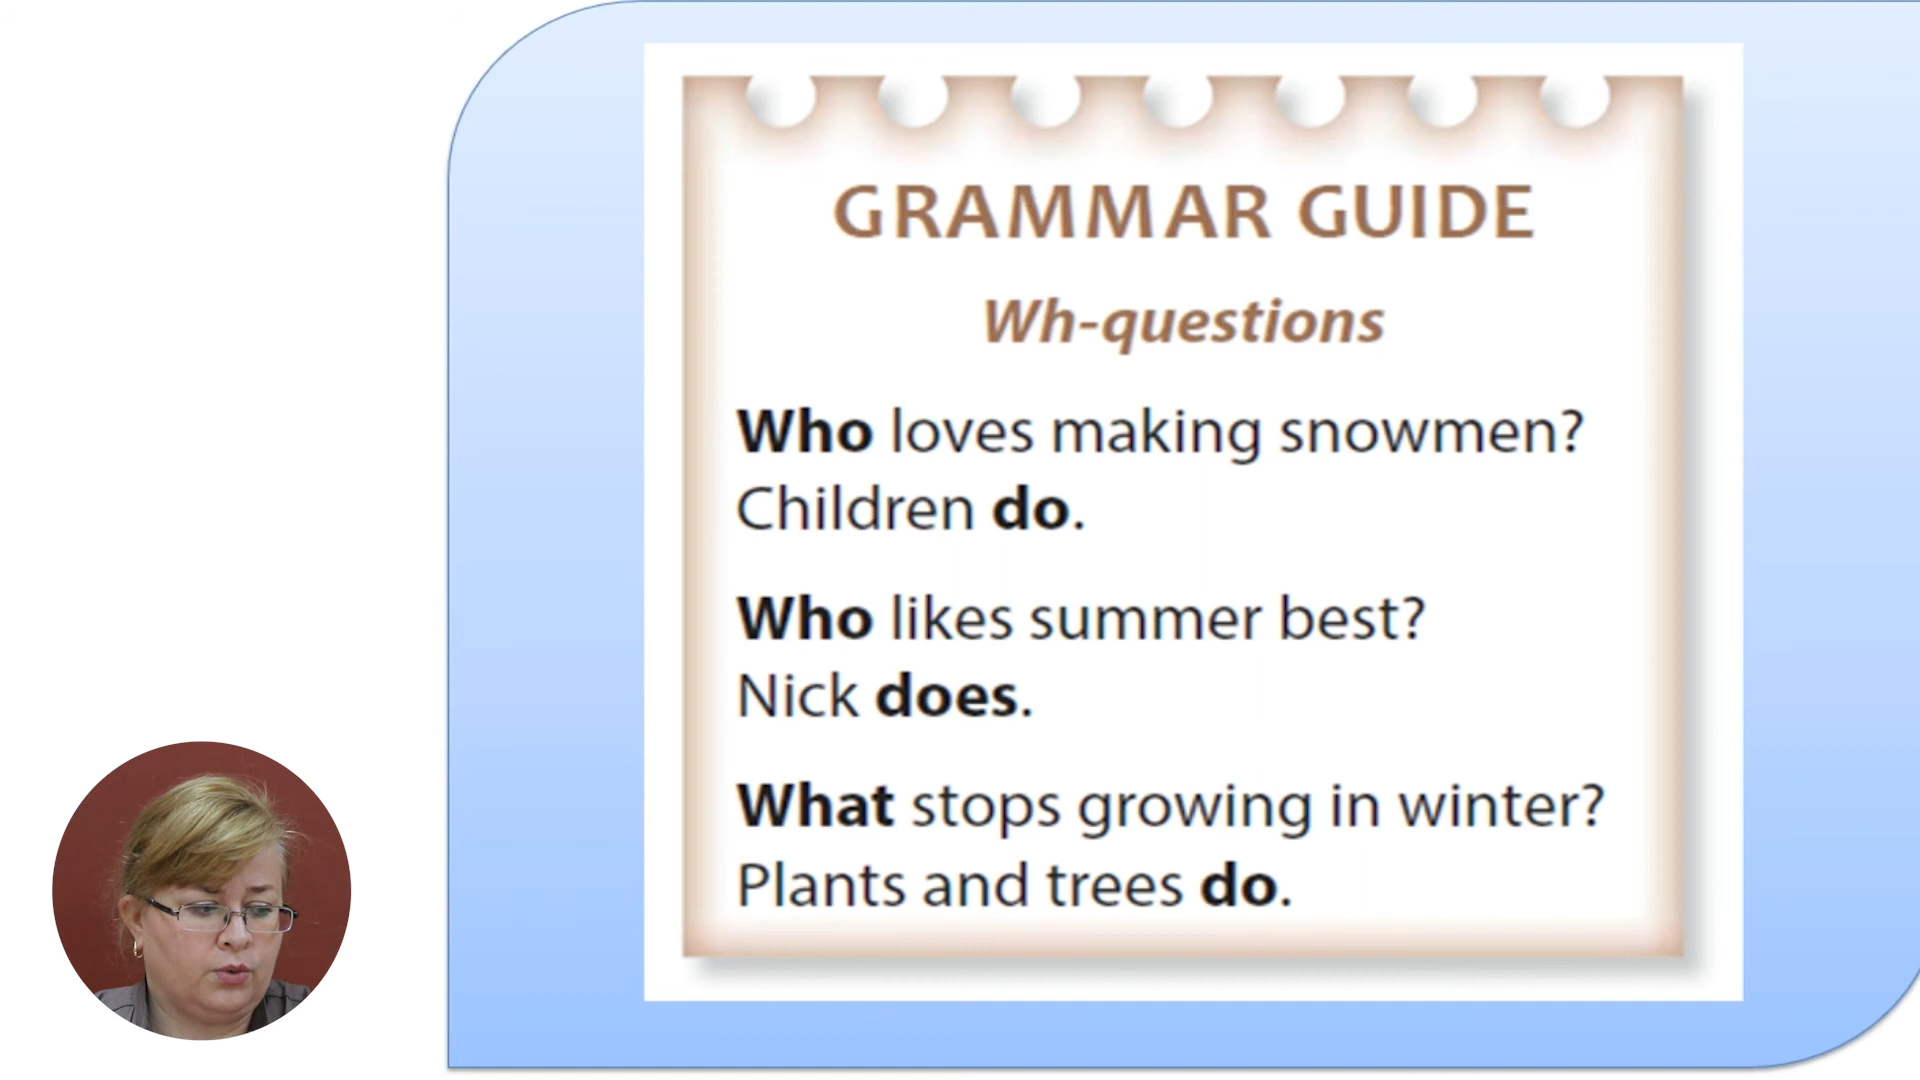 GRAMMAR GUIDE
Wh-questions
Who loves making snowmen?
Children do.
Who likes summer best?
Nick does.
What stops growing in winter?
Plants and trees do.